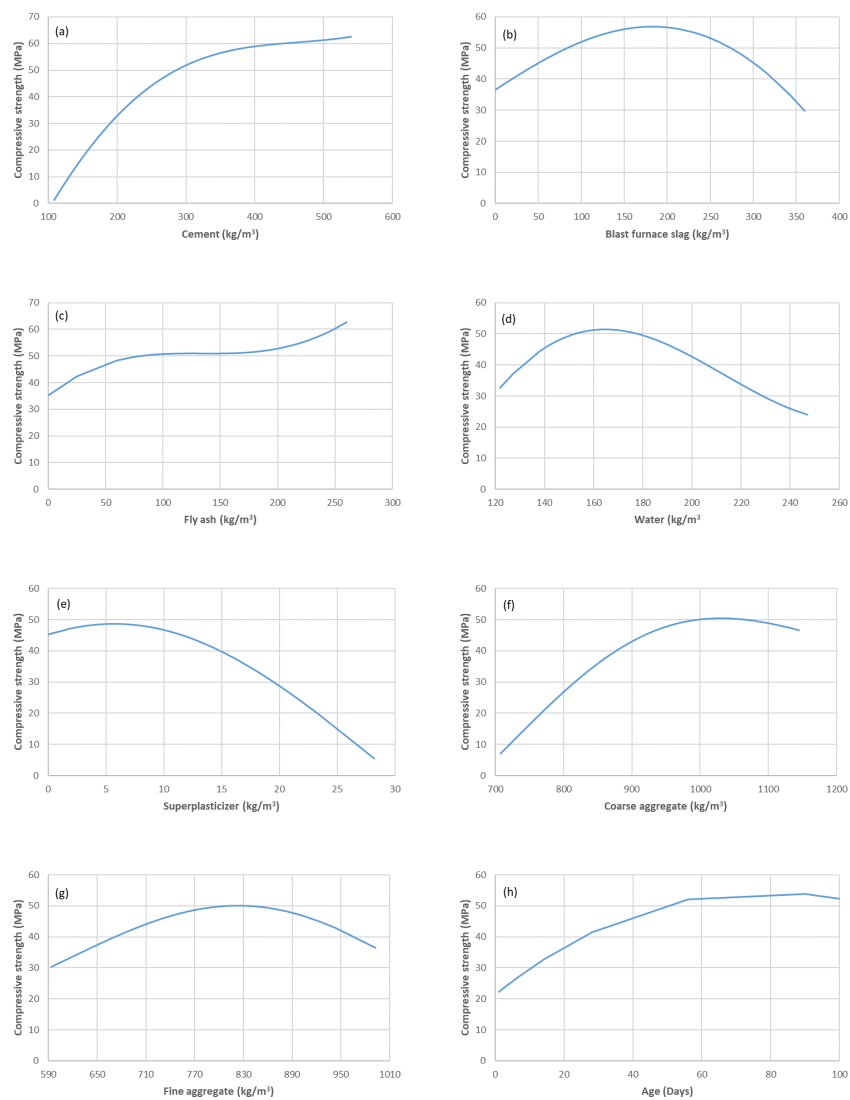 (a)
Compressive strength (MPa)
70
60
50
40
30
20
10
0
100 200 300 400 500 600
Cement (kg/m³)
(b)
Compressive strength (MPa)
60
50
40
30
20
10
0
0 50 100 150 200 250 300 350 400
Blast furnace slag (kg/m³)
(c)
Compressive strength (MPa)
70
60
50
40
30
20
10
0
0 50 100 150 200 250 300
Fly ash (kg/m³)
(d)
Compressive strength (MPa)
60
50
40
30
20
10
0
120 140 160 180 200 220 240 260
Water (kg/m³
(e)
Compressive strength (MPa)
60
50
40
30
20
10
0
0 5 10 15 20 25 30
Superplasticizer (kg/m³)
(f)
Compressive strength (MPa)
60
50
40
30
20
10
0
700 800 900 1000 1100 1200
Coarse aggregate (kg/m³)
(g)
Compressive strength (MPa)
60
50
40
30
20
10
0
590 650 710 770 830 890 950 1010
Fine aggregate (kg/m³)
(h)
Compressive strength (MPa)
60
50
40
30
20
10
0
0 20 40 60 80 100
Age (Days)